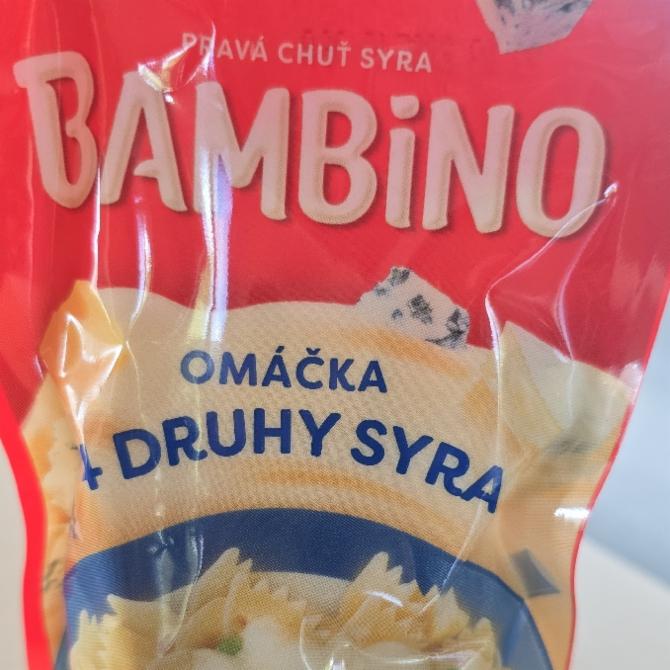 PRAVÁ CHUŤ SYRA
BAMBiNO
OMÁČKA
4 DRUHY SYRA